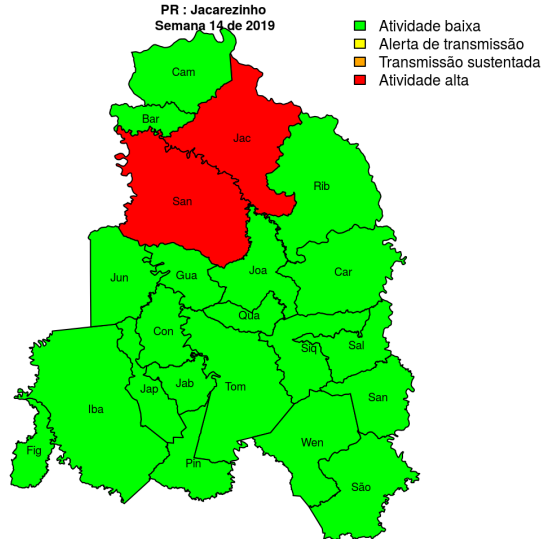 PR : Jacarezinho
Semana 14 de 2019
Atividade baixa
Alerta de transmissão
Transmissão sustentada
Atividade alta
Cam
Bar
Jac
Rib
San
Jun
Gua
Joa
Car
Qua
Con
Siq
Sal
Jap
Jab
Tom
San
Iba
Wen
Fig
Pin
São